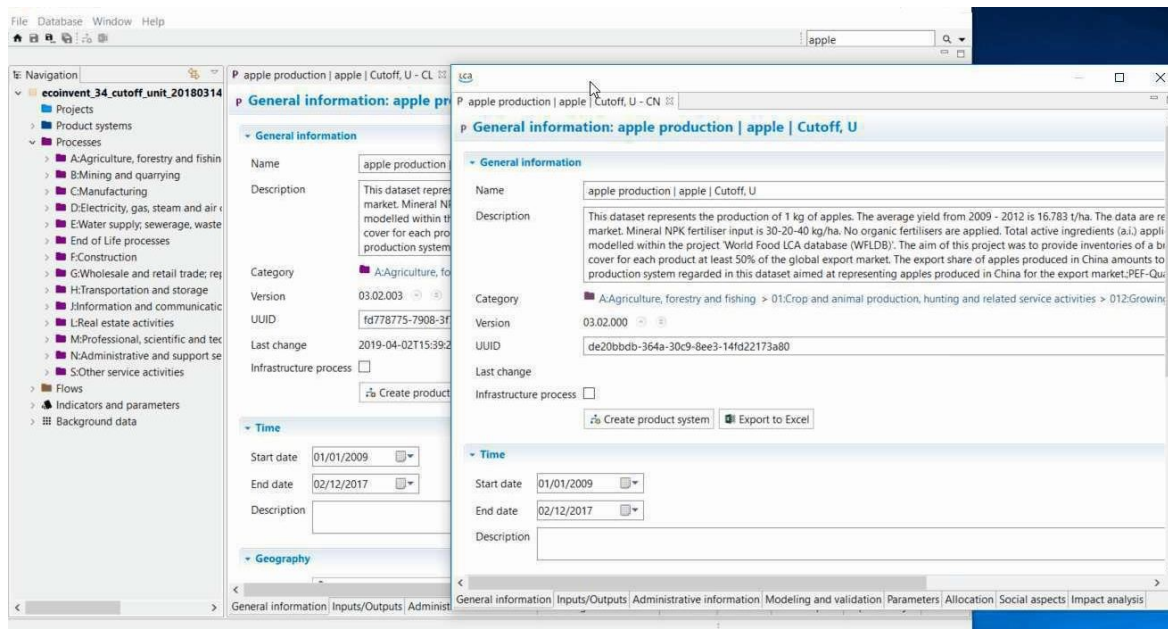 File Database Window Help
apple
Navigation
ecoinvent_34_cutoff_unit_20180314
Projects
Product systems
Processes
A:Agriculture, forestry and fishin
B:Mining and quarrying
C:Manufacturing
D:Electricity, gas, steam and air
E:Water supply; sewerage, waste
End of Life processes
F:Construction
G:Wholesale and retail trade; rep
H:Transportation and storage
J:Information and communicatic
L:Real estate activities
M:Professional, scientific and tec
N:Administrative and support se
S:Other service activities
Flows
Indicators and parameters
Background data
P apple production | apple | Cutoff, U - CL
P General information: apple pr
General information
Name apple production |
Description This dataset repres
market. Mineral NP
modelled within th
cover for each pro
production system
Category A:Agriculture, fo
Version 03.02.003
UUID fd778775-7908-3f
Last change 2019-04-02T15:39:2
Infrastructure process
Create product
Time
Start date 01/01/2009
End date 02/12/2017
Description
Geography
General information Inputs/Outputs Administ
LCA
P apple production | apple | Cutoff, U - CN
P General information: apple production | apple | Cutoff, U
General information
Name apple production | apple | Cutoff, U
Description This dataset represents the production of 1 kg of apples. The average yield from 2009 - 2012 is 16.783 t/ha. The data are re
market. Mineral NPK fertiliser input is 30-20-40 kg/ha. No organic fertilisers are applied. Total active ingredients (a.i.) appli
modelled within the project 'World Food LCA database (WFLDB)'. The aim of this project was to provide inventories of a br
cover for each product at least 50% of the global export market. The export share of apples produced in China amounts to
production system regarded in this dataset aimed at representing apples produced in China for the export market.;PEF-Qua
Category A:Agriculture, forestry and fishing > 01:Crop and animal production, hunting and related service activities > 012:Growing
Version 03.02.000
UUID de20bbdb-364a-30c9-8ee3-14fd22173a80
Last change
Infrastructure process
Create product system Export to Excel
Time
Start date 01/01/2009
End date 02/12/2017
Description
General information Inputs/Outputs Administrative information Modeling and validation Parameters Allocation Social aspects Impact analysis